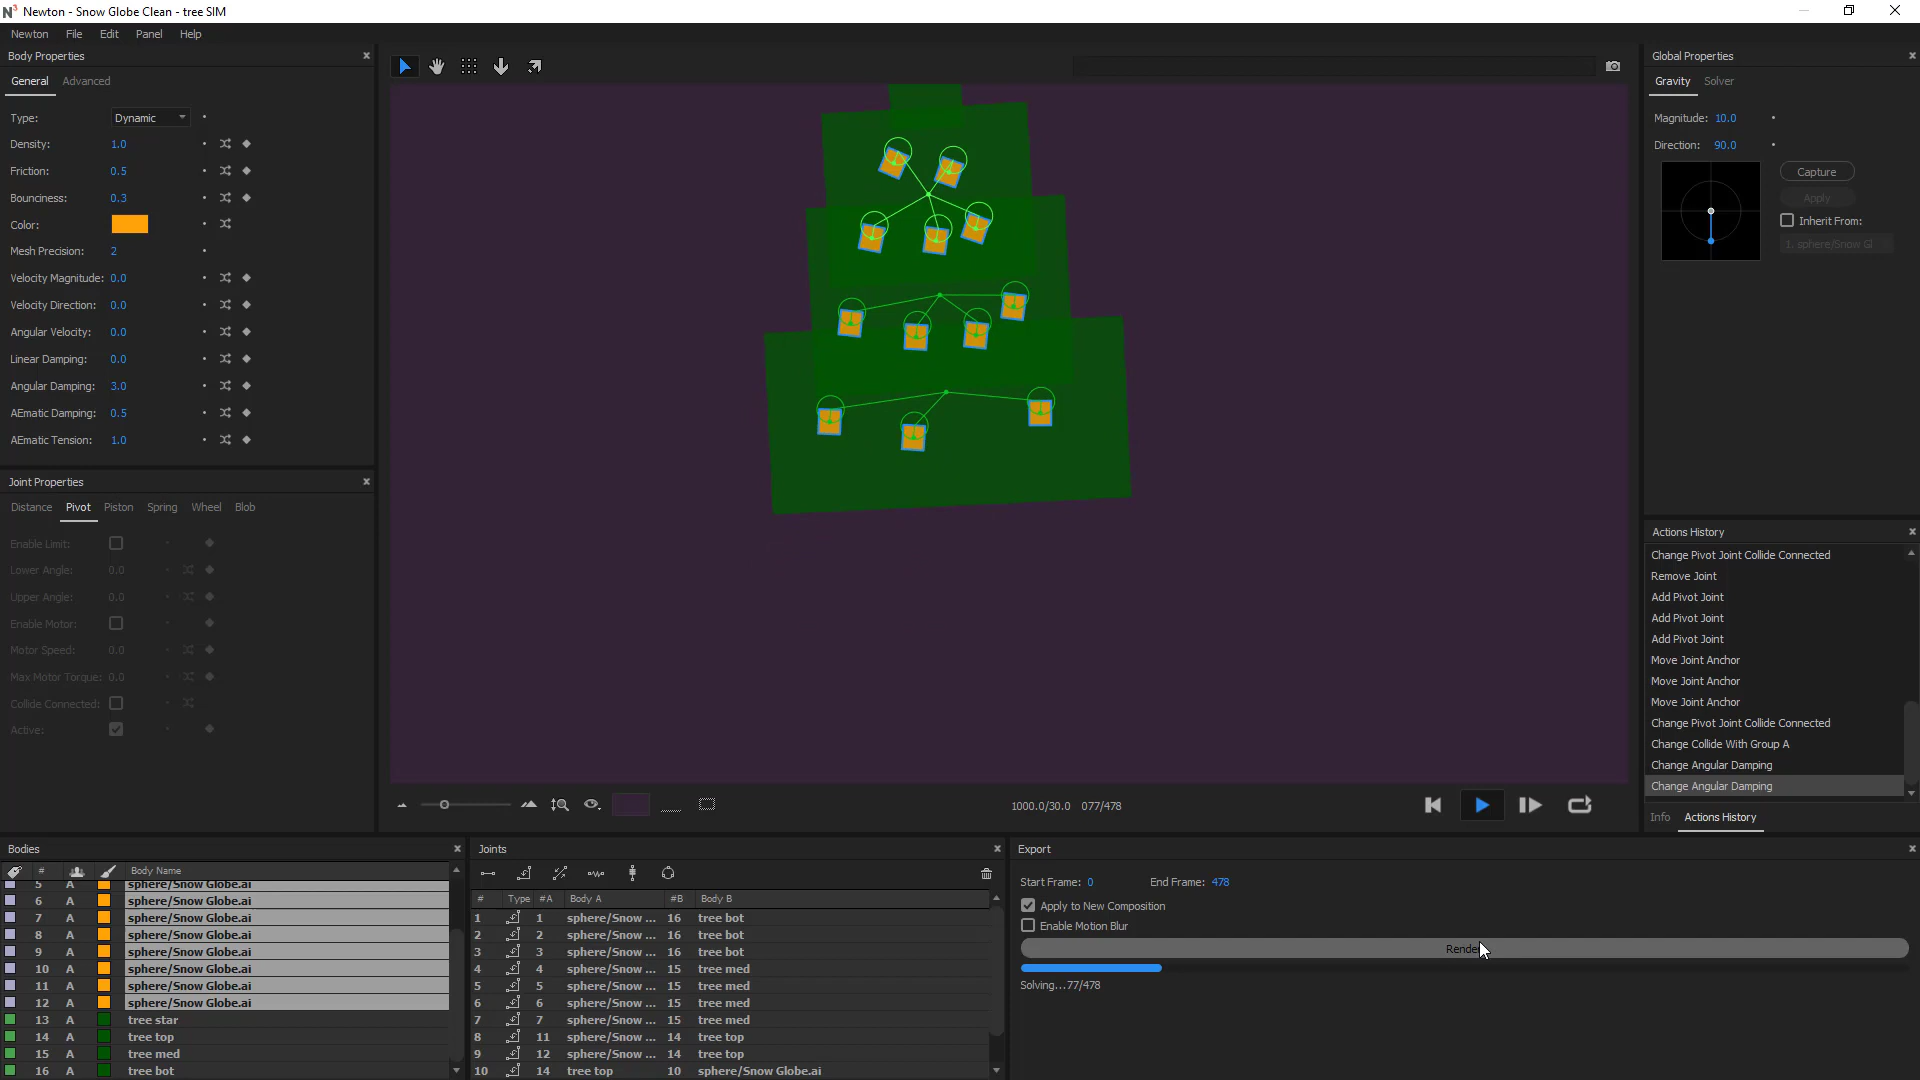 Newton - Snow Globe Clean - tree SIM
Newton File Edit Panel Help
Body Properties
General Advanced
Type: Dynamic
Density: 1.0
Friction: 0.5
Bounciness: 0.3
Color:
Mesh Precision: 2
Velocity Magnitude: 0.0
Velocity Direction: 0.0
Angular Velocity: 0.0
Linear Damping: 0.0
Angular Damping: 3.0
AEmatic Damping: 0.5
AEmatic Tension: 1.0
Joint Properties
Distance Pivot Piston Spring Wheel Blob
Enable Limit:
Lower Angle: 0.0
Upper Angle: 0.0
Enable Motor:
Motor Speed: 0.0
Max Motor Torque: 0.0
Collide Connected:
Active:
1000.0/30.0 077/478
Global Properties
Gravity Solver
Magnitude: 10.0
Direction: 90.0
Capture
Apply
Inherit From:
1. sphere/Snow Gl
Actions History
Change Pivot Joint Collide Connected
Remove Joint
Add Pivot Joint
Add Pivot Joint
Add Pivot Joint
Move Joint Anchor
Move Joint Anchor
Move Joint Anchor
Change Pivot Joint Collide Connected
Change Collide With Group A
Change Angular Damping
Change Angular Damping
Info Actions History
Bodies
# Body Name
5 A sphere/Snow Globe.ai
6 A sphere/Snow Globe.ai
7 A sphere/Snow Globe.ai
8 A sphere/Snow Globe.ai
9 A sphere/Snow Globe.ai
10 A sphere/Snow Globe.ai
11 A sphere/Snow Globe.ai
12 A sphere/Snow Globe.ai
13 A tree star
14 A tree top
15 A tree med
16 A tree bot
Joints
# Type #A Body A #B Body B
1 1 sphere/Snow ... 16 tree bot
2 2 sphere/Snow ... 16 tree bot
3 3 sphere/Snow ... 16 tree bot
4 4 sphere/Snow ... 15 tree med
5 5 sphere/Snow ... 15 tree med
6 6 sphere/Snow ... 15 tree med
7 7 sphere/Snow ... 15 tree med
8 11 sphere/Snow ... 14 tree top
9 12 sphere/Snow ... 14 tree top
10 14 tree top 10 sphere/Snow Globe.ai
Export
Start Frame: 0 End Frame: 478
Apply to New Composition
Enable Motion Blur
Render
Solving...77/478